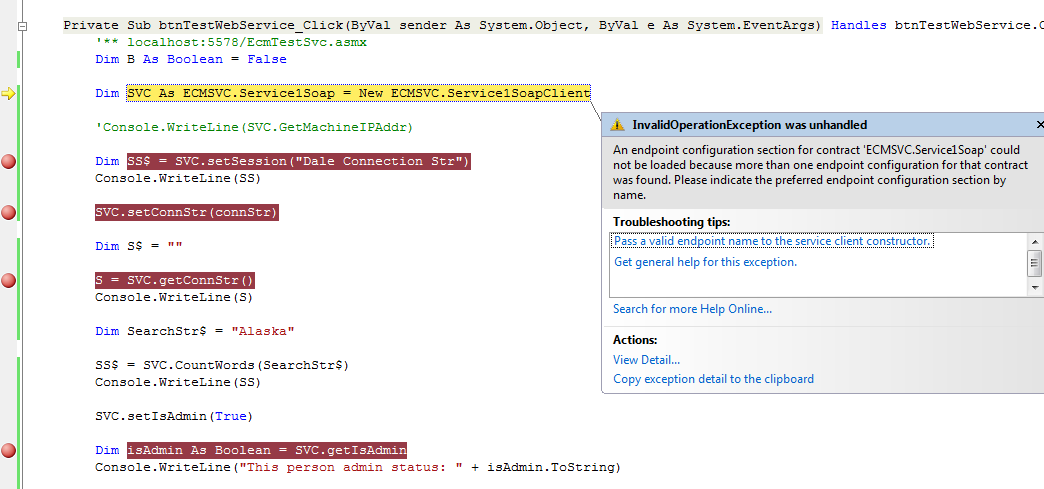 Private Sub btnTestWebService_Click(ByVal sender As System.Object, ByVal e As System.EventArgs) Handles btnTestWebService.C
'** localhost:5578/EcmTestSvc.asmx
Dim B As Boolean = False
Dim SVC As ECMSVC.Service1Soap = New ECMSVC.Service1SoapClient
'Console.WriteLine(SVC.GetMachineIPAddr)
Dim SS$ = SVC.setSession("Dale Connection Str")
Console.WriteLine(SS)
SVC.setConnStr(connStr)
Dim S$ = ""
S = SVC.getConnStr()
Console.WriteLine(S)
Dim SearchStr$ = "Alaska"
SS$ = SVC.CountWords(SearchStr$)
Console.WriteLine(SS)
SVC.setIsAdmin(True)
Dim isAdmin As Boolean = SVC.getIsAdmin
Console.WriteLine("This person admin status: " + isAdmin.ToString)
InvalidOperationException was unhandled
An endpoint configuration section for contract 'ECMSVC.Service1Soap' could
not be loaded because more than one endpoint configuration for that contract
was found. Please indicate the preferred endpoint configuration section by
name.
Troubleshooting tips:
Pass a valid endpoint name to the service client constructor.
Get general help for this exception.
Search for more Help Online...
Actions:
View Detail...
Copy exception detail to the clipboard